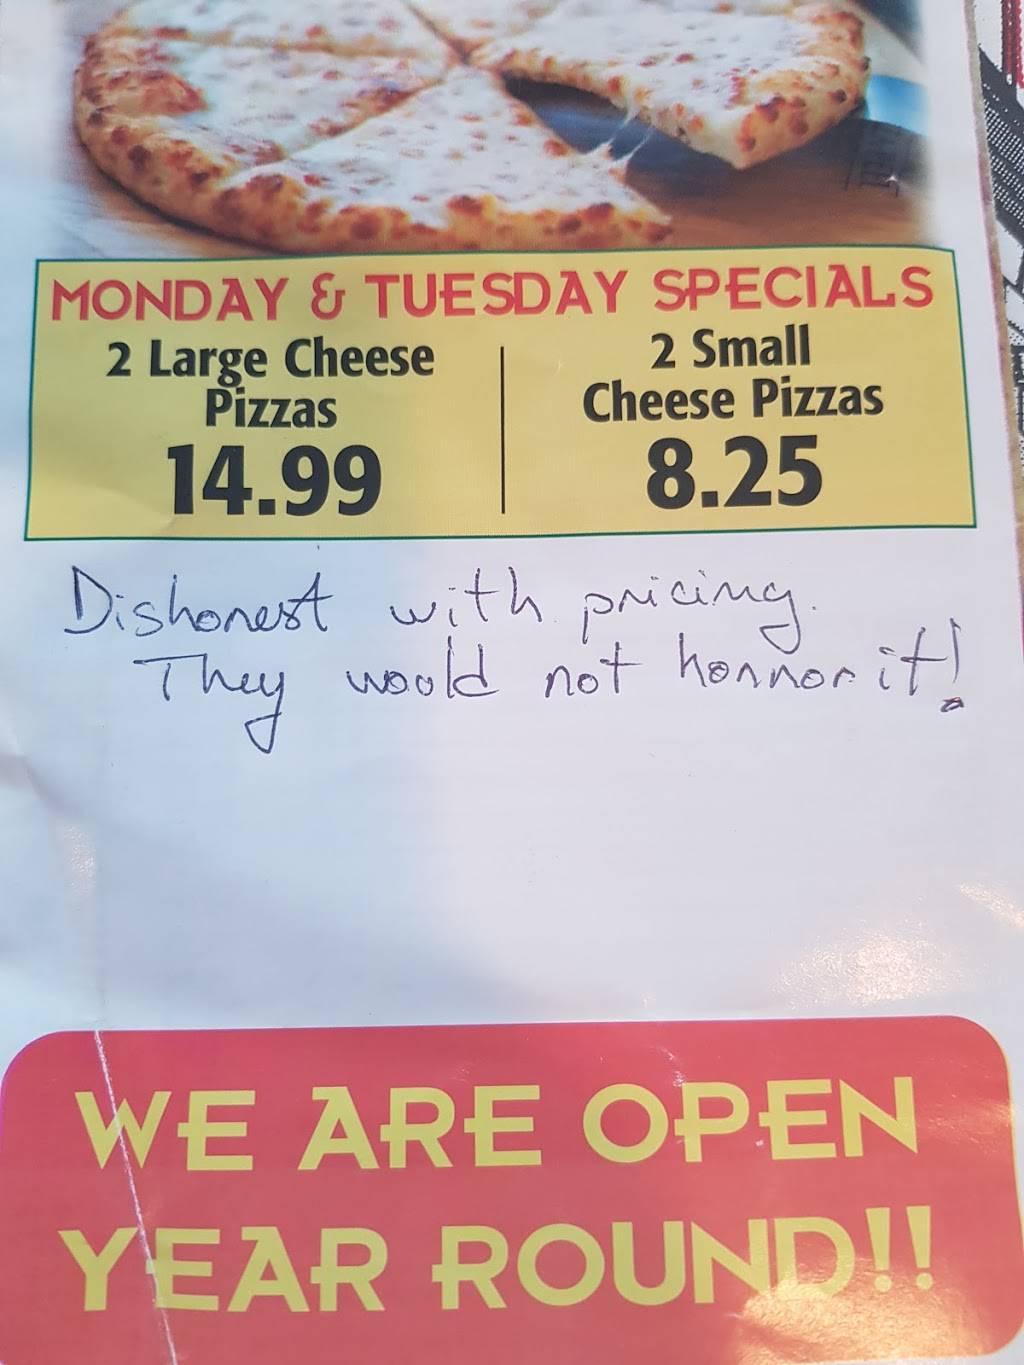 MONDAY & TUESDAY SPECIALS
2 Large Cheese
Pizzas
14.99
2 Small
Cheese Pizzas
8.25
Dishonest with pricing.
They would not honnor it!
WE ARE OPEN
YEAR ROUND!!